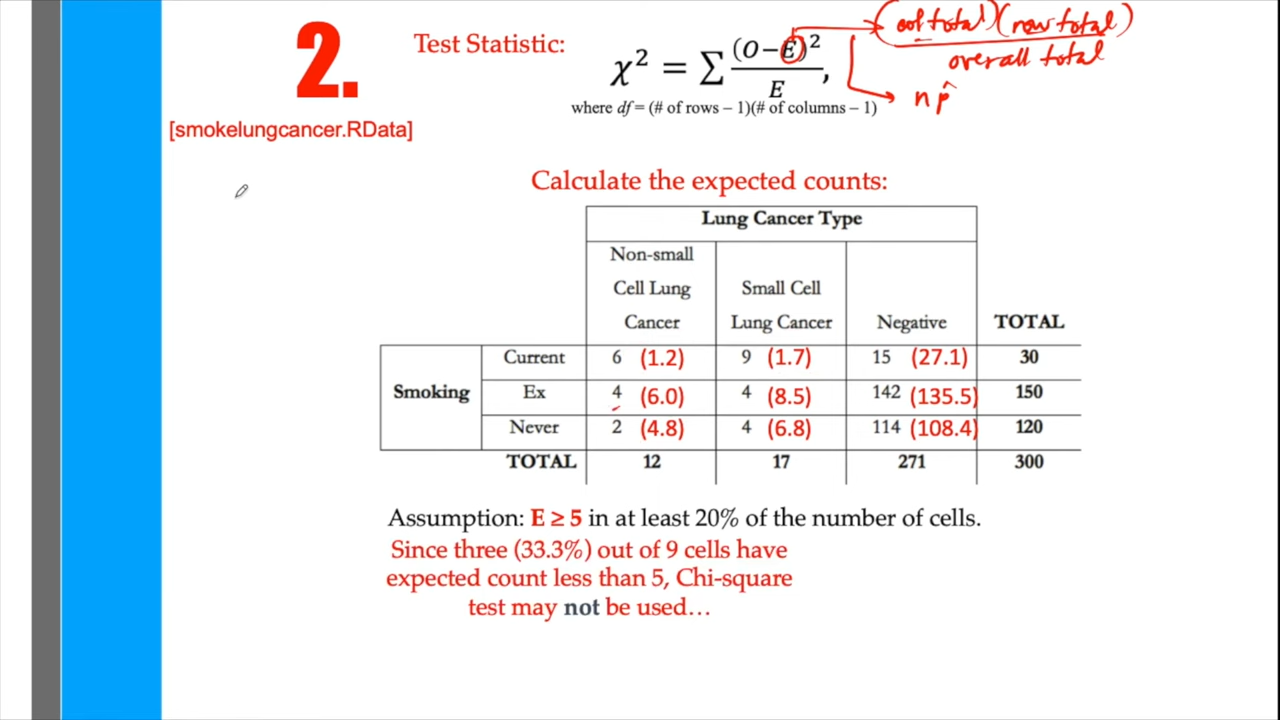 2.
[smokelungcancer.RData]
Test Statistic:
χ² = ∑ (O−E)² / E,
(col total)(row total)
overall total
n p̂
where df = (# of rows – 1)(# of columns – 1)
Calculate the expected counts:
Lung Cancer Type
Non-small Cell Lung Cancer Small Cell Lung Cancer Negative TOTAL
Smoking
Current 6 (1.2) 9 (1.7) 15 (27.1) 30
Ex 4 (6.0) 4 (8.5) 142 (135.5) 150
Never 2 (4.8) 4 (6.8) 114 (108.4) 120
TOTAL 12 17 271 300
Assumption: E ≥ 5 in at least 20% of the number of cells.
Since three (33.3%) out of 9 cells have
expected count less than 5, Chi-square
test may not be used…